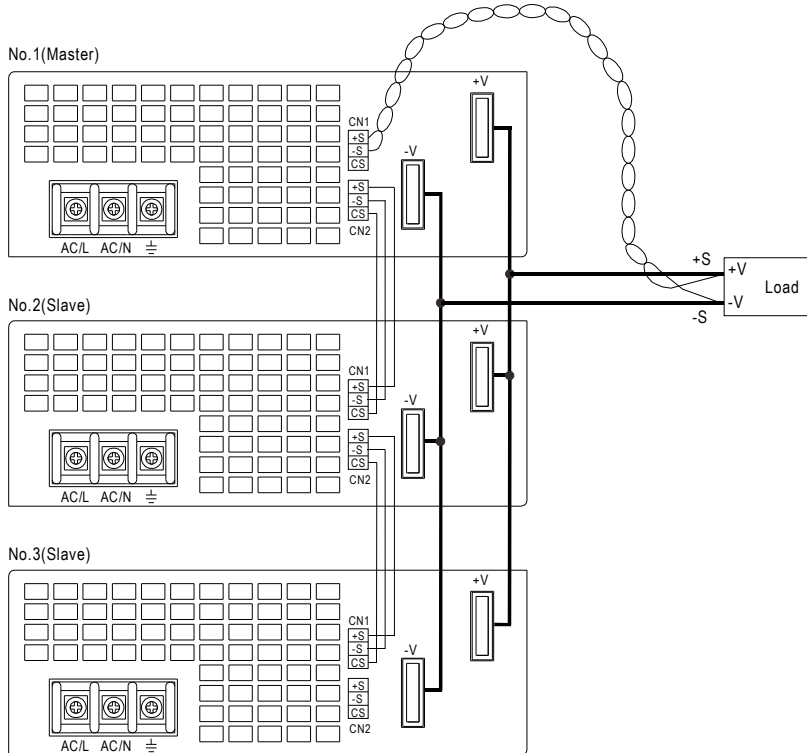 No.1(Master)
+V
CN1
+S
-S
CS
-V
+S
-S
CS
CN2
AC/L AC/N
+S
+V
Load
-V
-S
No.2(Slave)
+V
CN1
+S
-S
CS
-V
+S
-S
CS
CN2
AC/L AC/N
No.3(Slave)
+V
CN1
+S
-S
CS
-V
+S
-S
CS
CN2
AC/L AC/N